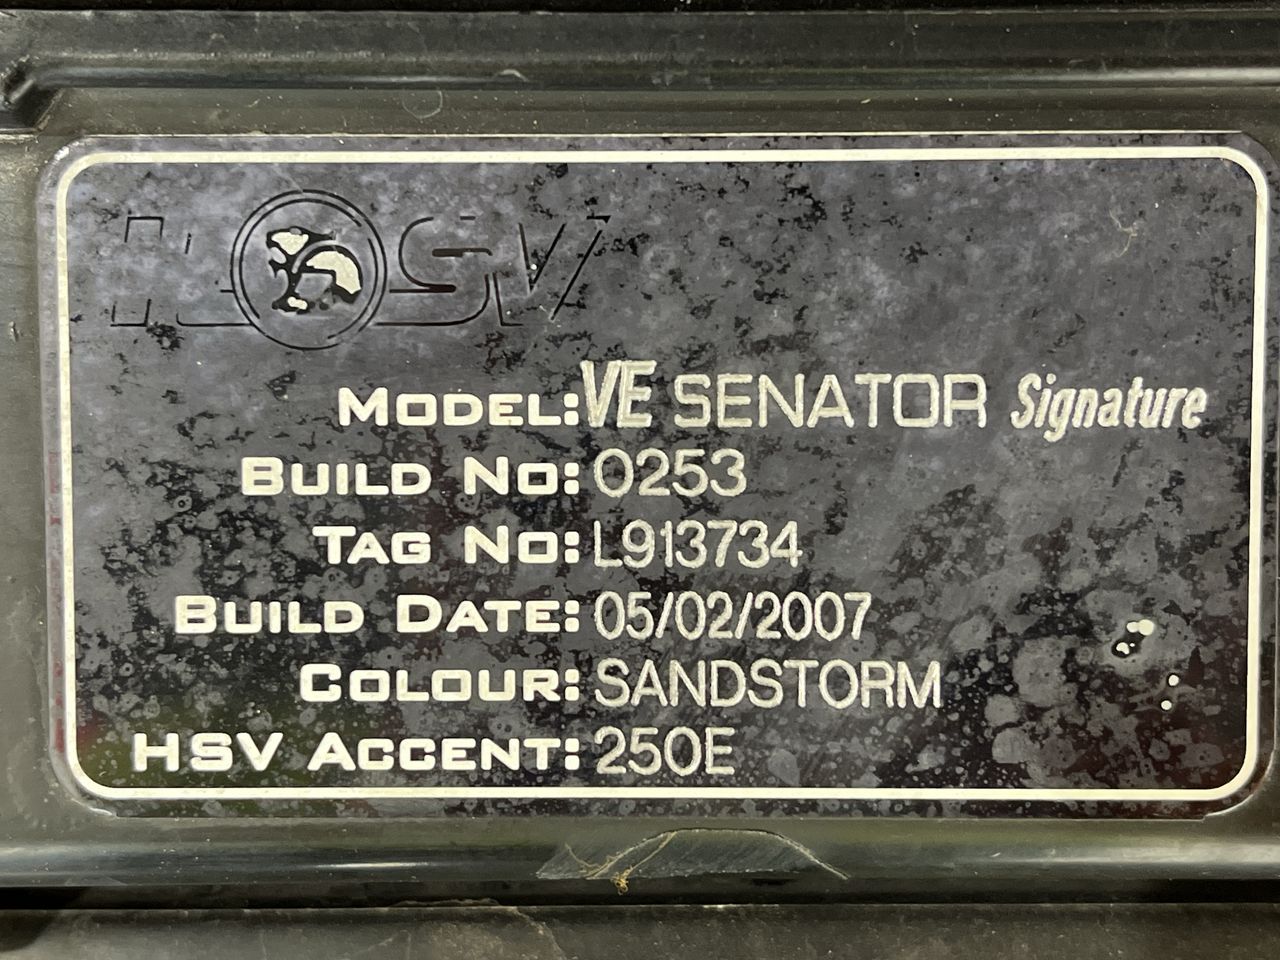 HSV
MODEL: VE SENATOR Signature
BUILD NO: 0253
TAG NO: L913734
BUILD DATE: 05/02/2007
COLOUR: SANDSTORM
HSV ACCENT: 250E